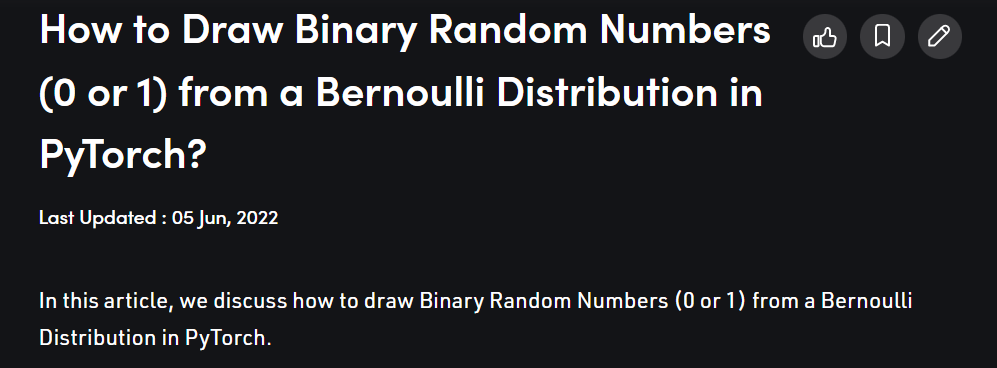 How to Draw Binary Random Numbers
(0 or 1) from a Bernoulli Distribution in
PyTorch?
Last Updated : 05 Jun, 2022
In this article, we discuss how to draw Binary Random Numbers (0 or 1) from a Bernoulli
Distribution in PyTorch.